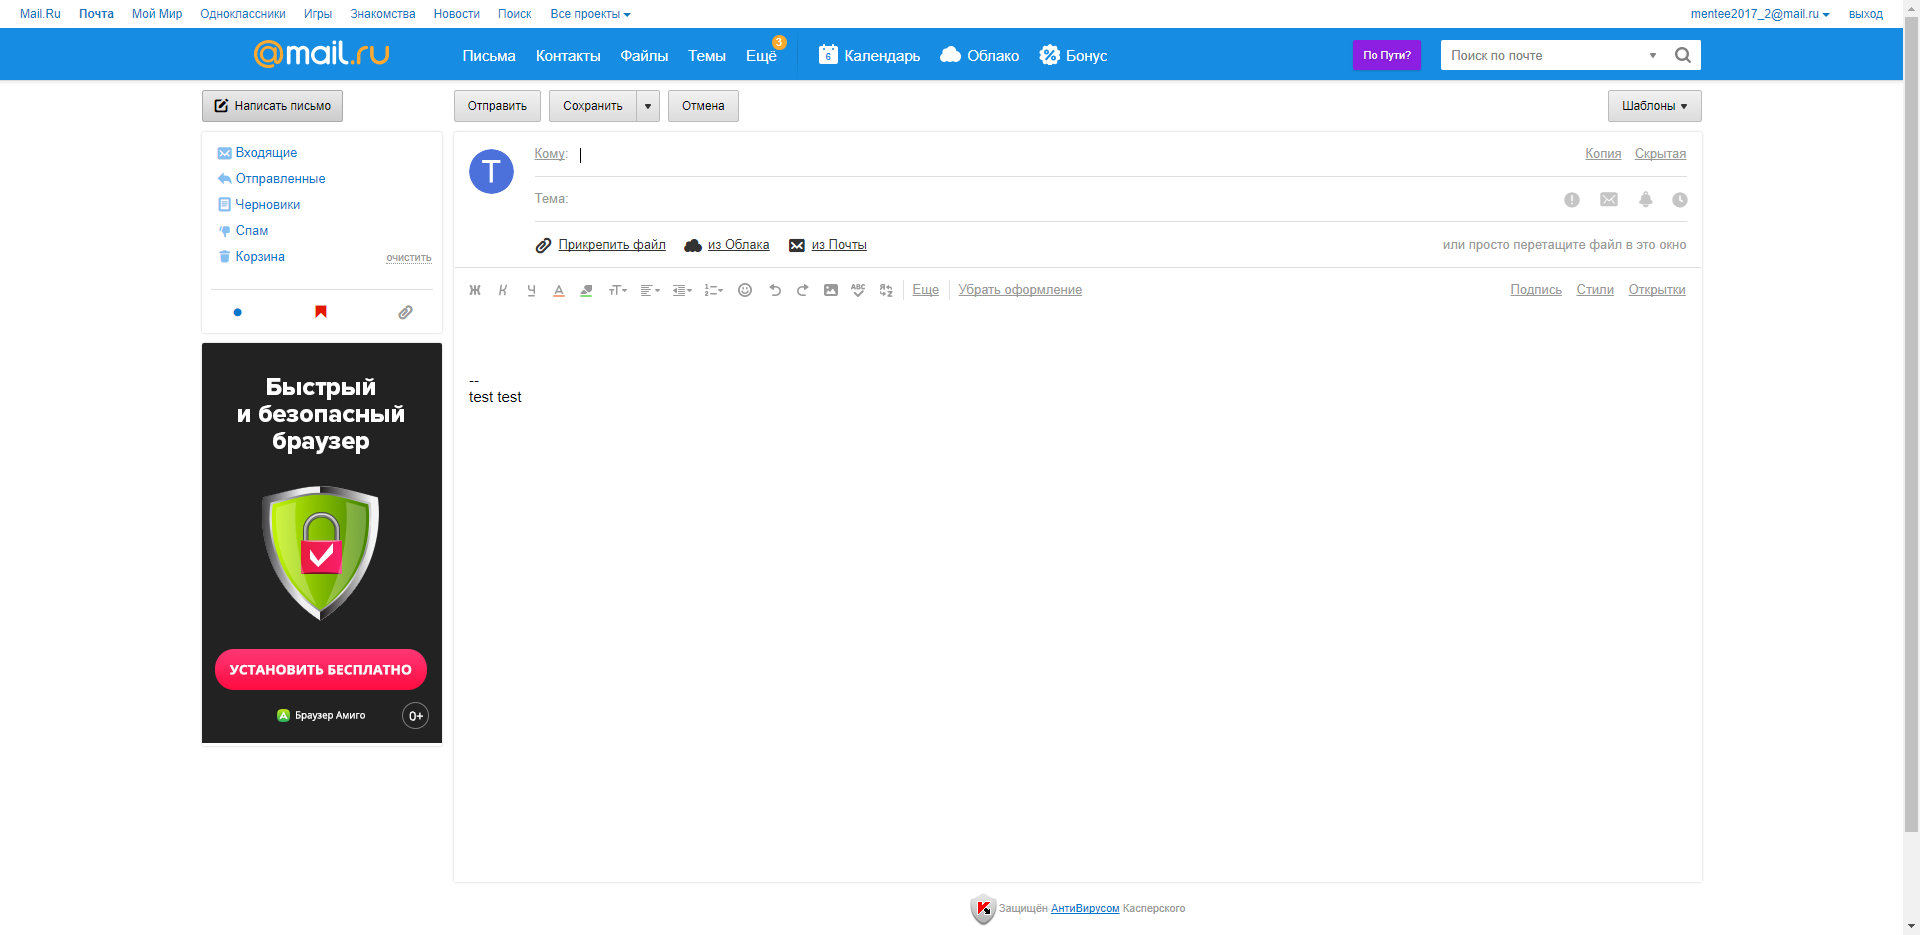 Mail.Ru Почта Мой Мир Одноклассники Игры Знакомства Новости Поиск Все проекты mentee2017_2@mail.ru выход
@mail.ru Письма Контакты Файлы Темы Ещё 3 6 Календарь Облако Бонус По Пути? Поиск по почте
Написать письмо Отправить Сохранить Отмена Шаблоны
Входящие
Отправленные
Черновики
Спам
Корзина очистить
T Кому: Копия Скрытая
Тема:
Прикрепить файл из Облака из Почты или просто перетащите файл в это окно
Ж К Ч А тТ ABC Еще Убрать оформление Подпись Стили Открытки
--
test test
Быстрый
и безопасный
браузер
УСТАНОВИТЬ БЕСПЛАТНО
Браузер Амиго 0+
Защищён АнтиВирусом Касперского